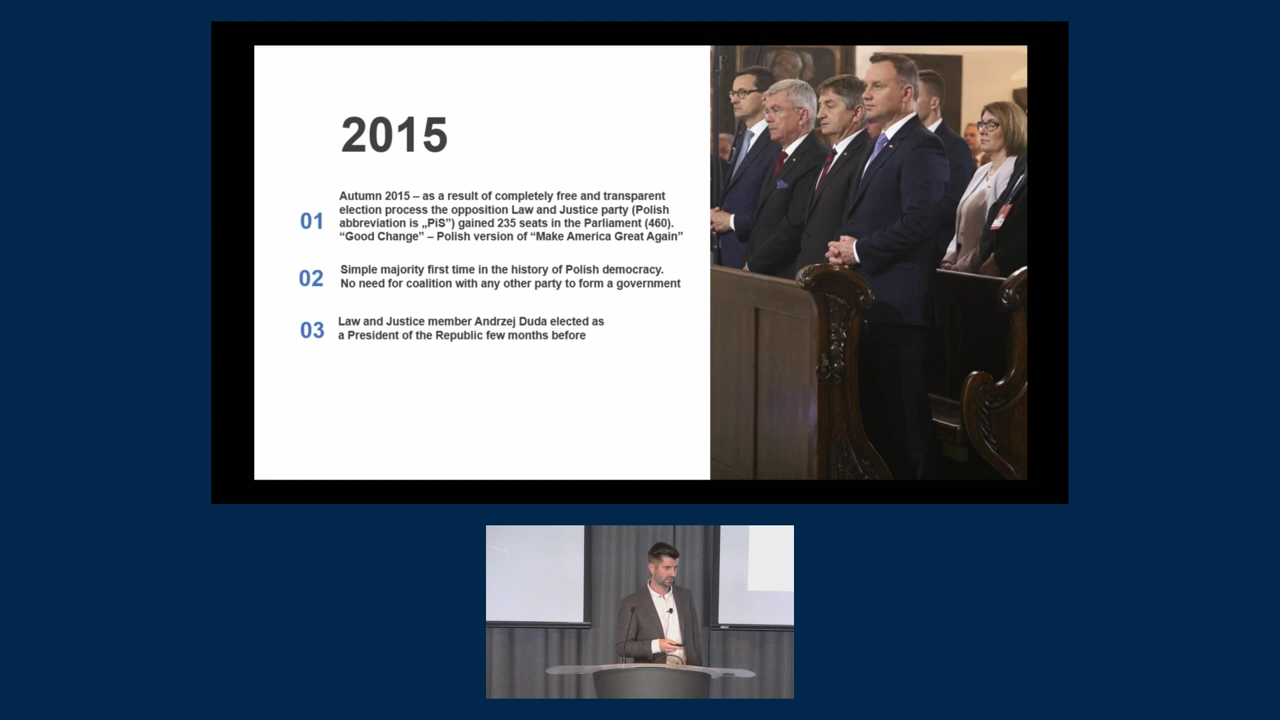 2015
01
Autumn 2015 – as a result of completely free and transparent
election process the opposition Law and Justice party (Polish
abbreviation is „PiS”) gained 235 seats in the Parliament (460).
“Good Change” – Polish version of “Make America Great Again”
02
Simple majority first time in the history of Polish democracy.
No need for coalition with any other party to form a government
03
Law and Justice member Andrzej Duda elected as
a President of the Republic few months before